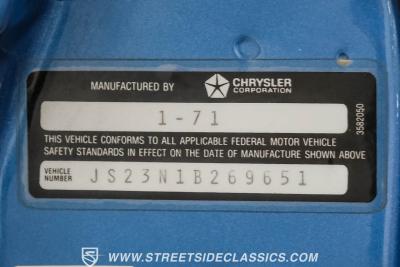 MANUFACTURED BY CHRYSLER CORPORATION
1-71
THIS VEHICLE CONFORMS TO ALL APPLICABLE FEDERAL MOTOR VEHICLE
SAFETY STANDARDS IN EFFECT ON THE DATE OF MANUFACTURE SHOWN ABOVE
VEHICLE NUMBER JS23N1B269651
3582050
WWW.STREETSIDECLASSICS.COM